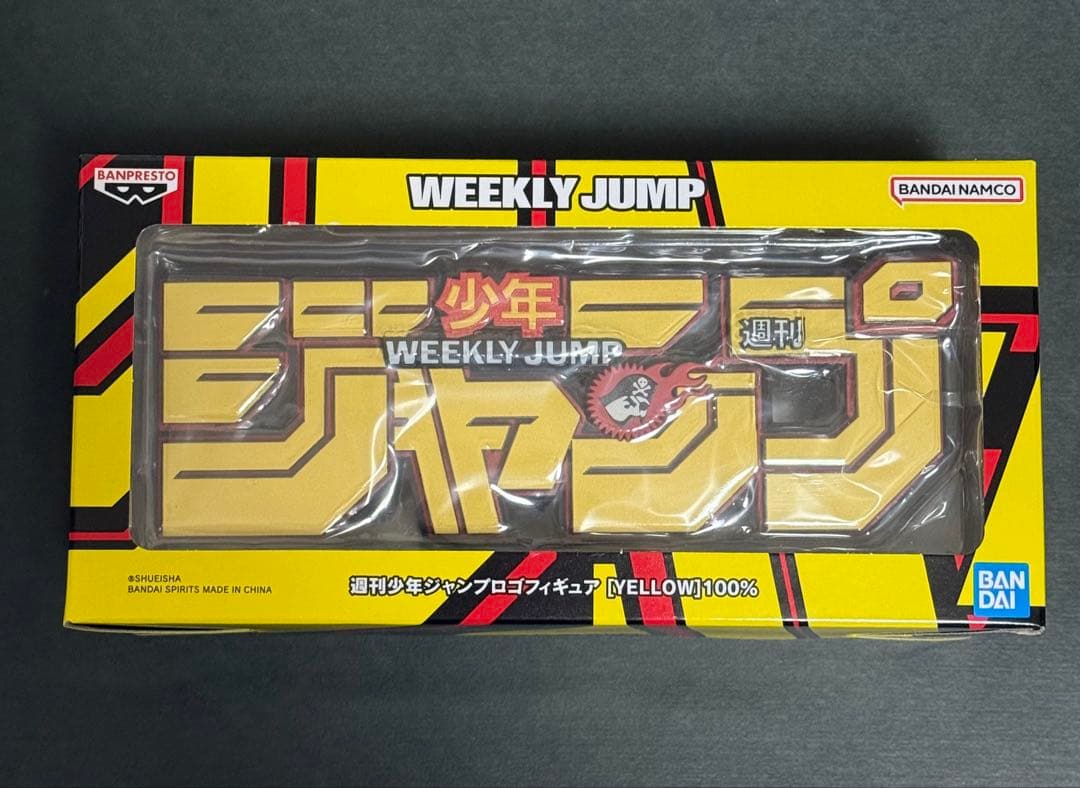 BANPRESTO
WEEKLY JUMP
BANDAI NAMCO
少年
週刊
WEEKLY JUMP
ジャンプ
®SHUEISHA
BANDAI SPIRITS MADE IN CHINA
週刊少年ジャンプロゴフィギュア [YELLOW]100%
BAN
DAI